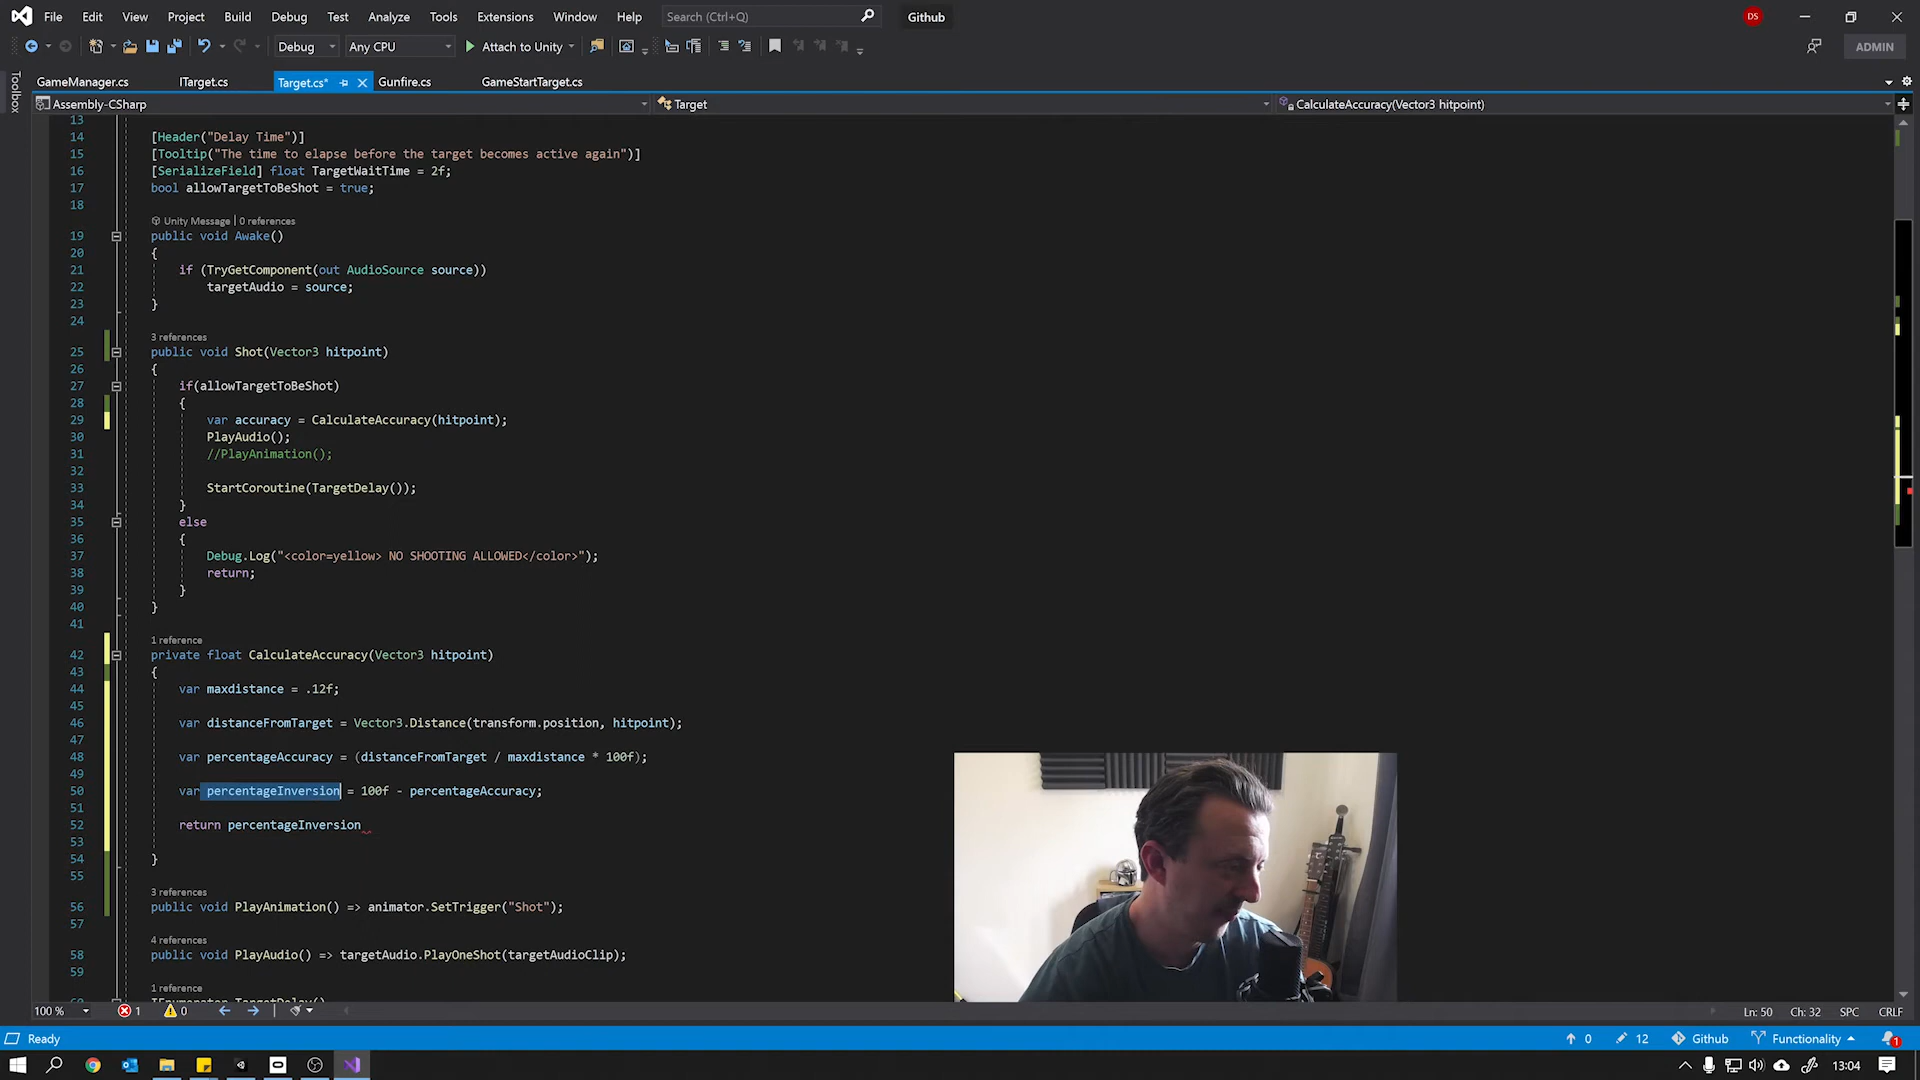 File Edit View Project Build Debug Test Analyze Tools Extensions Window Help Search (Ctrl+Q) Github DS
Debug Any CPU Attach to Unity ADMIN
Toolbox
GameManager.cs ITarget.cs Target.cs* Gunfire.cs GameStartTarget.cs
Assembly-CSharp Target CalculateAccuracy(Vector3 hitpoint)
13
14 [Header("Delay Time")]
15 [Tooltip("The time to elapse before the target becomes active again")]
16 [SerializeField] float TargetWaitTime = 2f;
17 bool allowTargetToBeShot = true;
18
Unity Message | 0 references
19 public void Awake()
20 {
21 if (TryGetComponent(out AudioSource source))
22 targetAudio = source;
23 }
24
3 references
25 public void Shot(Vector3 hitpoint)
26 {
27 if(allowTargetToBeShot)
28 {
29 var accuracy = CalculateAccuracy(hitpoint);
30 PlayAudio();
31 //PlayAnimation();
32
33 StartCoroutine(TargetDelay());
34 }
35 else
36 {
37 Debug.Log("<color=yellow> NO SHOOTING ALLOWED</color>");
38 return;
39 }
40 }
41
1 reference
42 private float CalculateAccuracy(Vector3 hitpoint)
43 {
44 var maxdistance = .12f;
45
46 var distanceFromTarget = Vector3.Distance(transform.position, hitpoint);
47
48 var percentageAccuracy = (distanceFromTarget / maxdistance * 100f);
49
50 var percentageInversion = 100f - percentageAccuracy;
51
52 return percentageInversion
53
54 }
55
3 references
56 public void PlayAnimation() => animator.SetTrigger("Shot");
57
4 references
58 public void PlayAudio() => targetAudio.PlayOneShot(targetAudioClip);
59
1 reference
60 IEnumerator TargetDelay()
100 % 1 0 Ln: 50 Ch: 32 SPC CRLF
Ready 0 12 Github Functionality 1
13:04